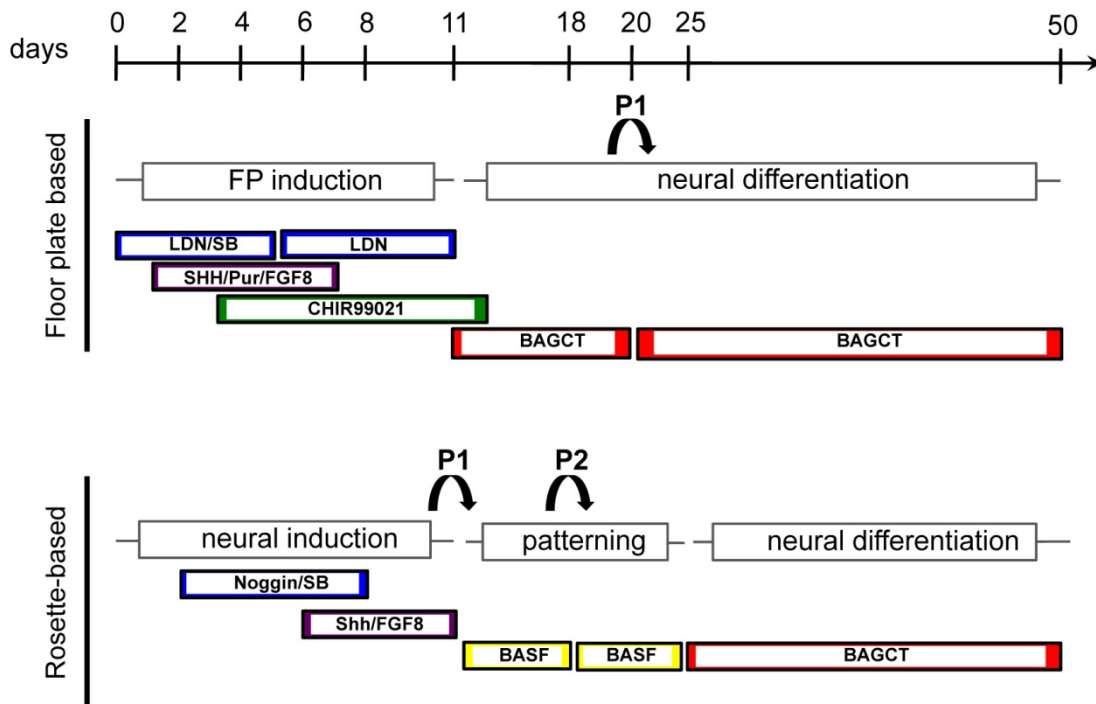 0 2 4 6 8 11 18 20 25 50
days
Floor plate based
P1
FP induction
neural differentiation
LDN/SB
LDN
SHH/Pur/FGF8
CHIR99021
BAGCT
BAGCT
Rosette-based
P1
P2
neural induction
patterning
neural differentiation
Noggin/SB
Shh/FGF8
BASF
BASF
BAGCT